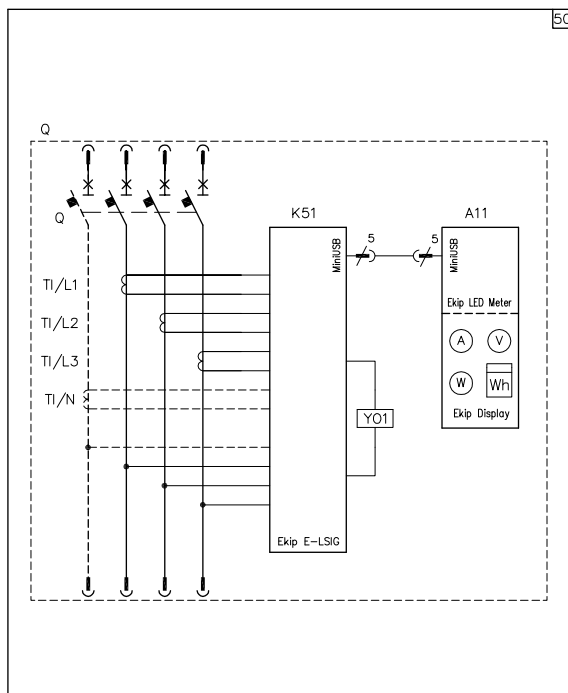 50
Q
Q
K51
A11
MiniUSB
5
5
MiniUSB
TI/L1
Ekip LED Meter
TI/L2
A
V
TI/L3
W
Wh
TI/N
YO1
Ekip Display
Ekip E-LSIG